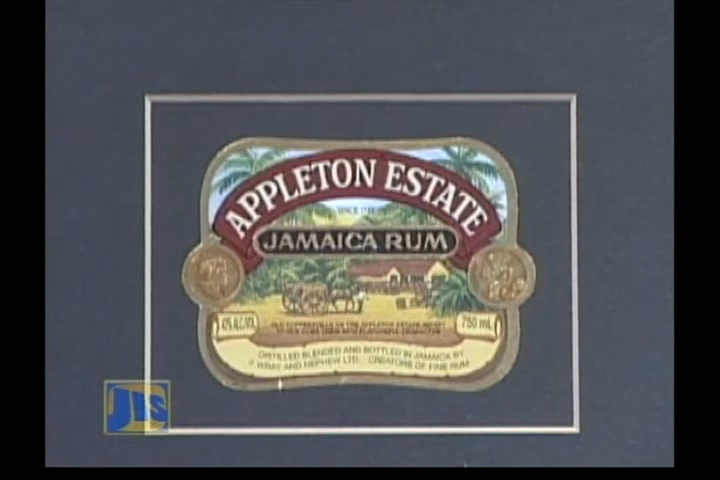 APPLETON ESTATE
SINCE 1749
JAMAICA RUM
750 mL
DISTILLED BLENDED AND BOTTLED IN JAMAICA BY
J. WRAY AND NEPHEW LTD. CREATORS OF FINE RUM
JIS